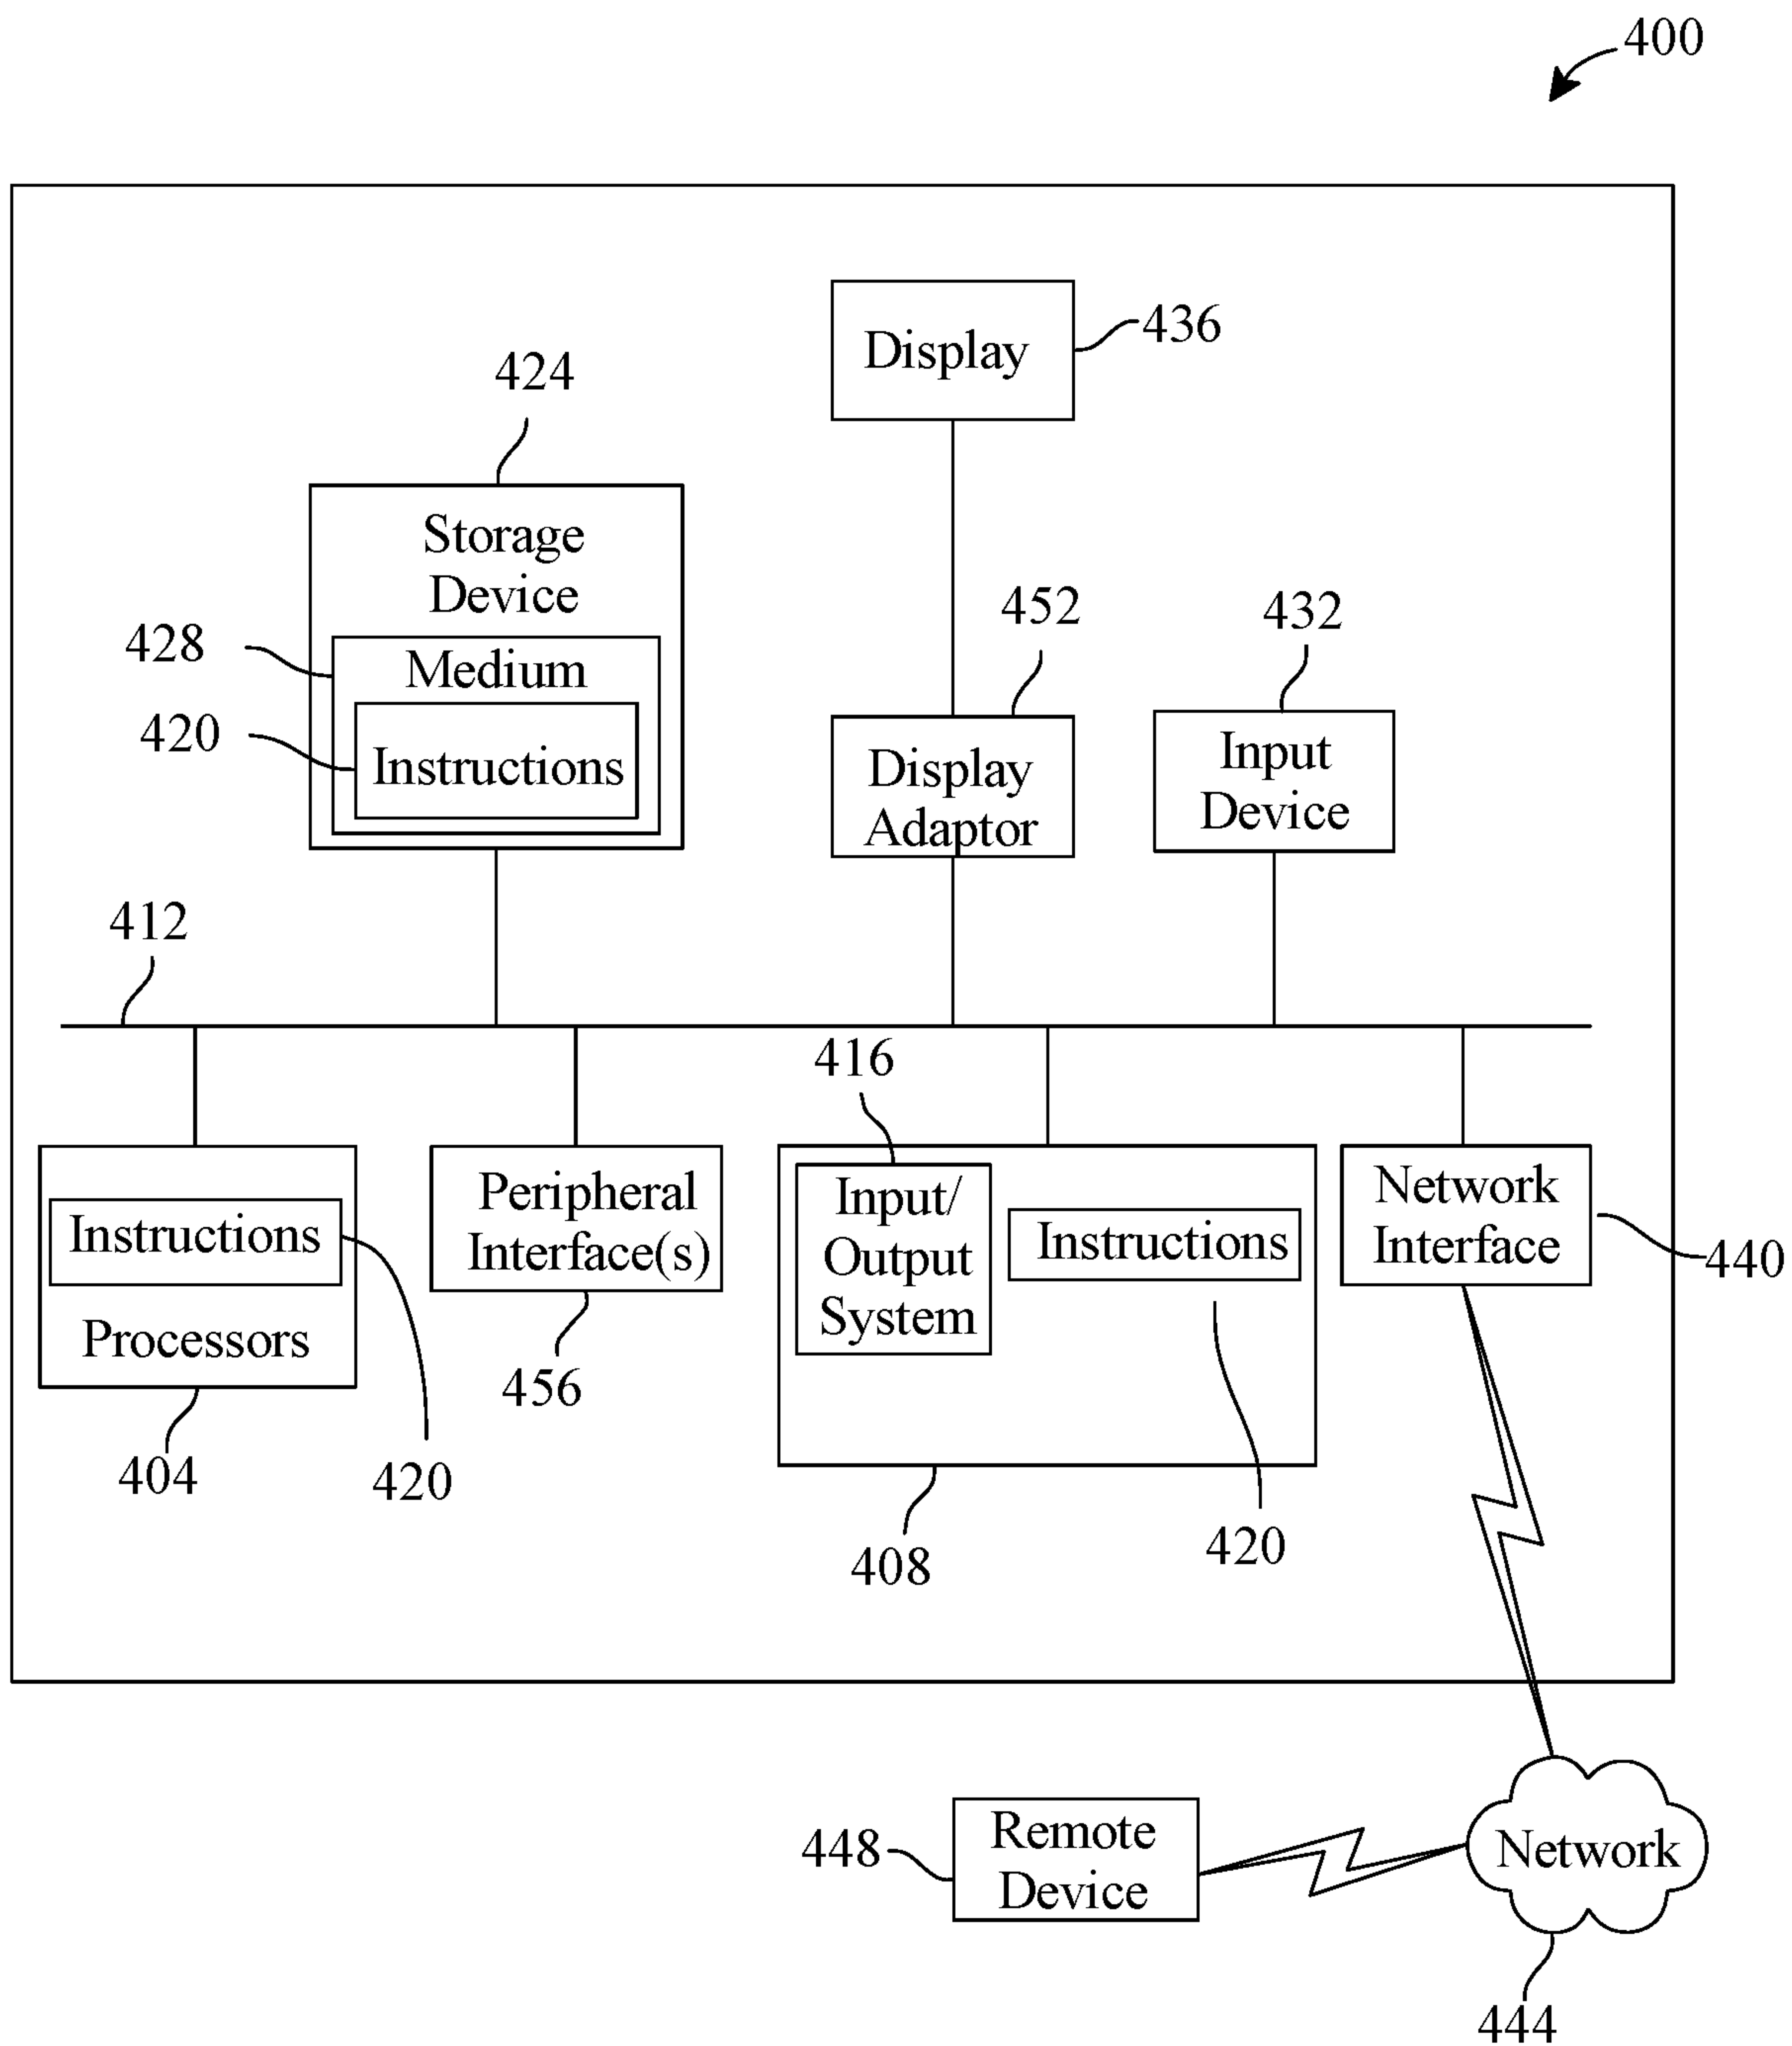 400
Display
436
424
Storage
Device
428
Medium
420
Instructions
452
Display
Adaptor
432
Input
Device
412
416
Instructions
Processors
404
420
Peripheral
Interface(s)
456
Input/
Output
System
Instructions
408
420
Network
Interface
440
448
Remote
Device
Network
444